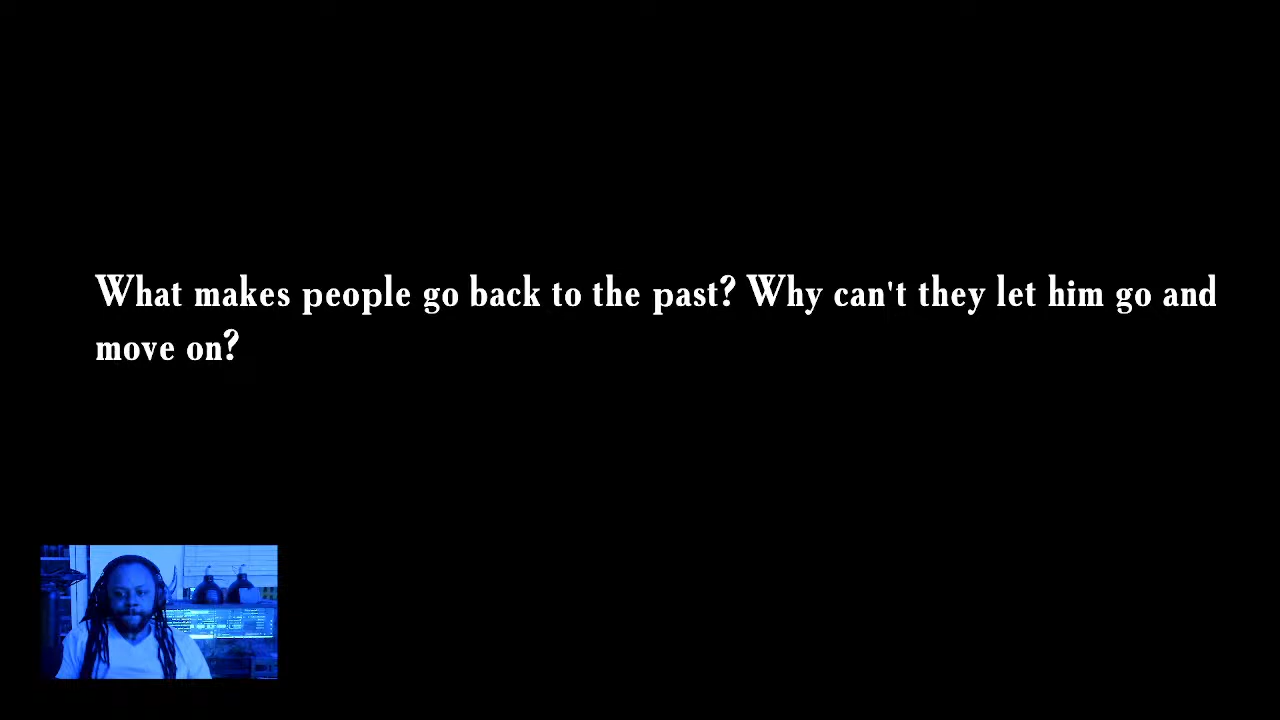 What makes people go back to the past? Why can't they let him go and
move on?